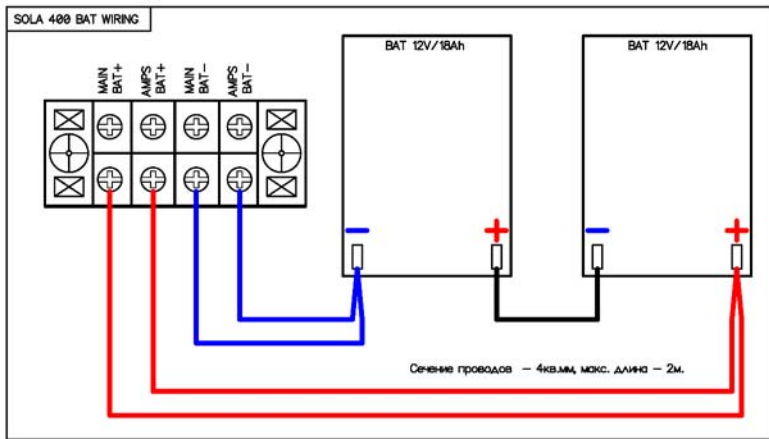 SOLA 400 BAT WIRING
MAIN BAT+
AMPS BAT+
MAIN BAT-
AMPS BAT-
BAT 12V/18Ah
BAT 12V/18Ah
- +
- +
Сечение проводов - 4кв.мм, макс. длина - 2м.